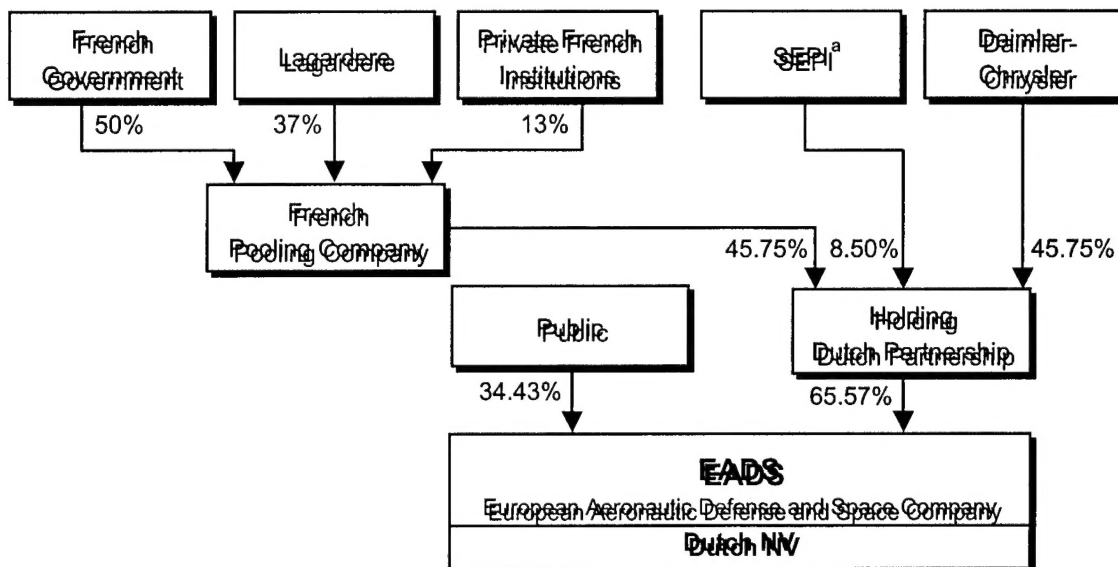 French
Government
Lagardere
Private French
Institutions
SEPI a
Daimler-
Chrysler
50%
37%
13%
French
Pooling Company
45.75%
8.50%
45.75%
Public
Holding
Dutch Partnership
34.43%
65.57%
EADS
European Aeronautic Defense and Space Company
Dutch NV